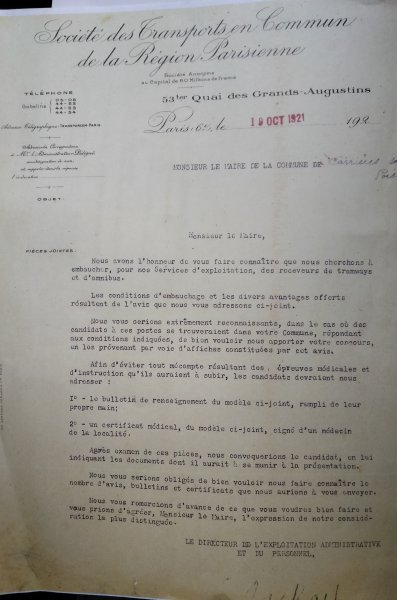 Société des Transports en Commun
de la Région Parisienne
Société Anonyme
au Capital de 50 Millions de francs
53ter Quai des Grands-Augustins
TÉLÉPHONE
Gobelins
Adresse Télégraphique: TRANSPARCOM-PARIS
Paris (6e), le 19 OCT 1921 192
MONSIEUR LE MAIRE DE LA COMMUNE DE
OBJET:
Monsieur le Maire,
PIÈCES JOINTES:
Nous avons l'honneur de vous faire connaître que nous cherchons à
embaucher, pour nos Services d'exploitation, des receveurs de tramways
et d'omnibus.
Les conditions d'embauchage et les divers avantages offerts
résultent de l'avis que nous vous adressons ci-joint.
Nous vous serions extrêmement reconnaissants, dans le cas où des
candidats à ces postes se trouveraient dans votre Commune, répondant
aux conditions indiquées, de bien vouloir nous apporter votre concours,
en les prévenant par voie d'affiches constituées par cet avis.
Afin d'éviter tout mécompte résultant des épreuves médicales et
d'instruction qu'ils auraient à subir, les candidats devraient nous
adresser :
I° - le bulletin de renseignement du modèle ci-joint, rempli de leur
propre main;
2° - un certificat médical, du modèle ci-joint, signé d'un médecin
de la localité.
Après examen de ces pièces, nous convoquerions le candidat, en lui
indiquant les documents dont il aurait à se munir à la présentation.
Nous vous serions obligés de bien vouloir nous faire connaître le
nombre d'avis, bulletins et certificats que nous aurions à vous envoyer.
Nous vous remercions d'avance de ce que vous voudrez bien faire et
vous prions d'agréer, Monsieur le Maire, l'expression de notre considé-
ration la plus distinguée.
LE DIRECTEUR DE L'EXPLOITATION ADMINISTRATIVE
ET DU PERSONNEL,